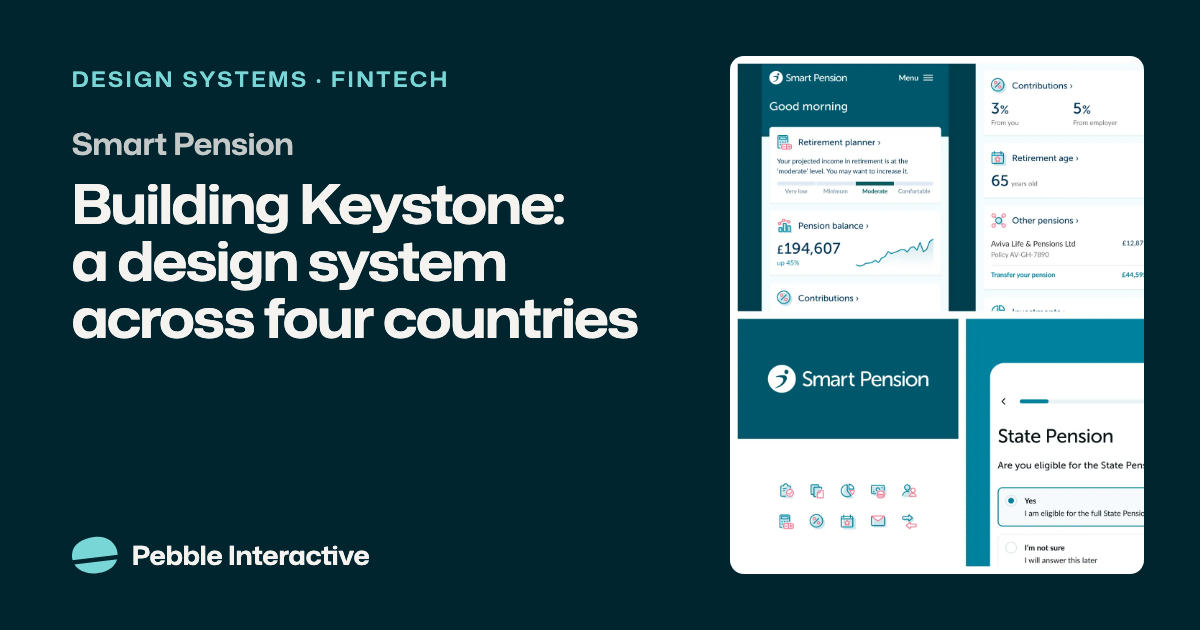 DESIGN SYSTEMS · FINTECH
Smart Pension
Building Keystone:
a design system
across four countries
Pebble Interactive
Smart Pension
Menu
Good morning
Retirement planner ›
Your projected income in retirement is at the
'moderate' level. You may want to increase it.
Very low Minimum Moderate Comfortable
Pension balance ›
£194,607
up 45%
Contributions ›
Contributions ›
3% 5%
From you From employer
Retirement age ›
65 years old
Other pensions ›
Aviva Life & Pensions Ltd £12,87
Policy AV-GH-7890
Transfer your pension £44,59
Smart Pension
State Pension
Are you eligible for the State Pens
Yes
I am eligible for the full State Pensio
I'm not sure
I will answer this later